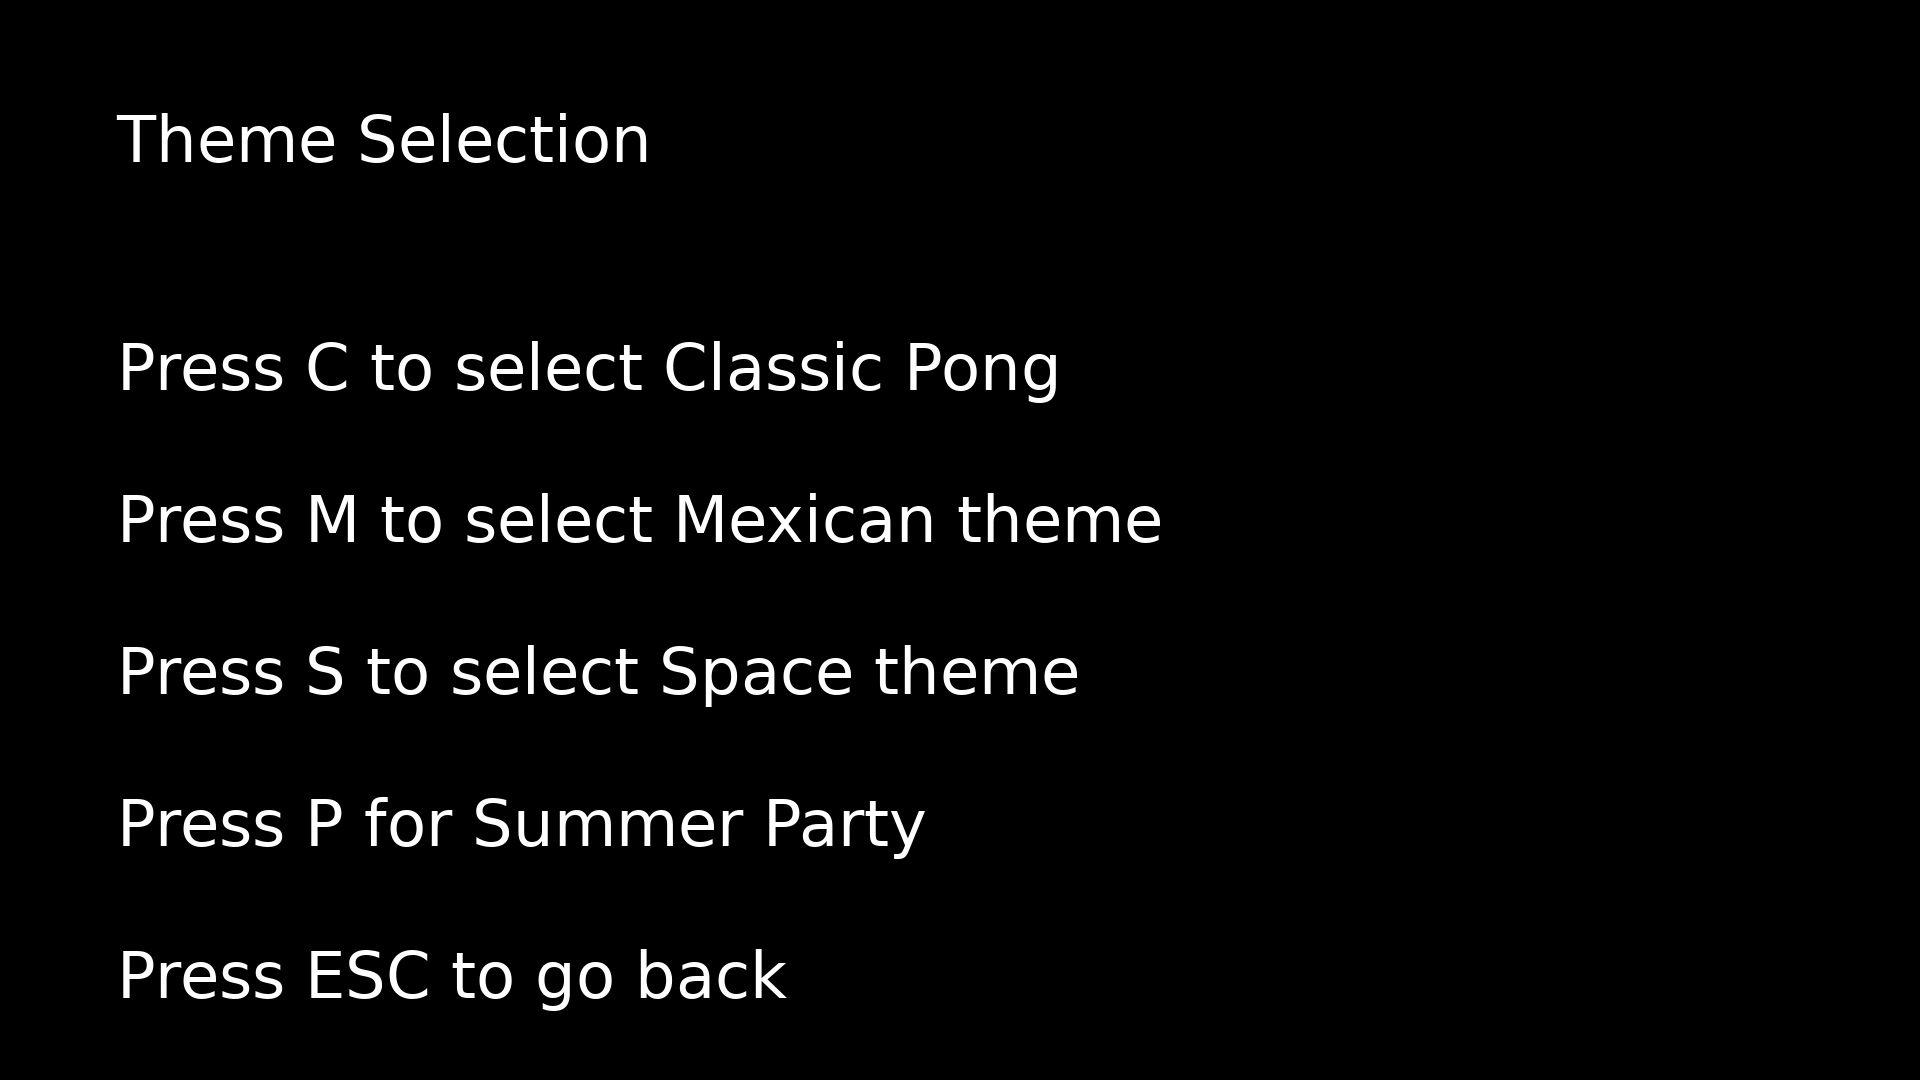 Theme Selection
Press C to select Classic Pong
Press M to select Mexican theme
Press S to select Space theme
Press P for Summer Party
Press ESC to go back